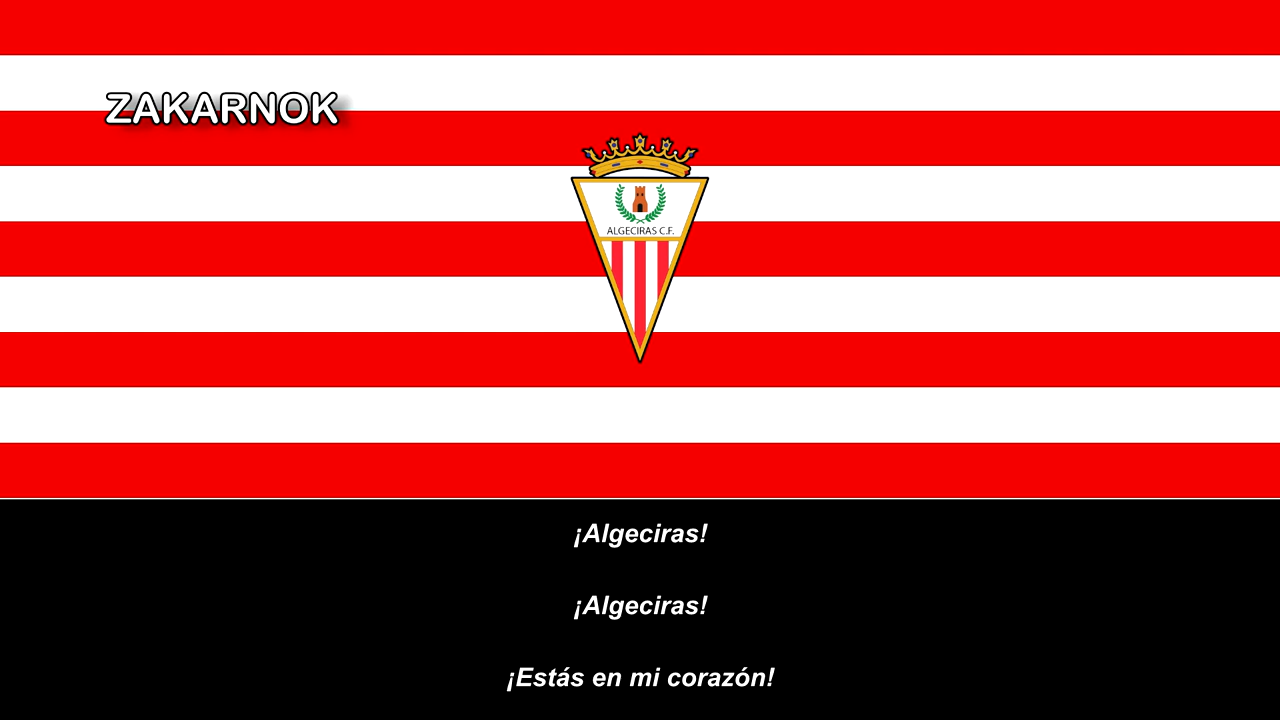 ZAKARNOK
ALGECIRAS C.F.
¡Algeciras!
¡Algeciras!
¡Estás en mi corazón!